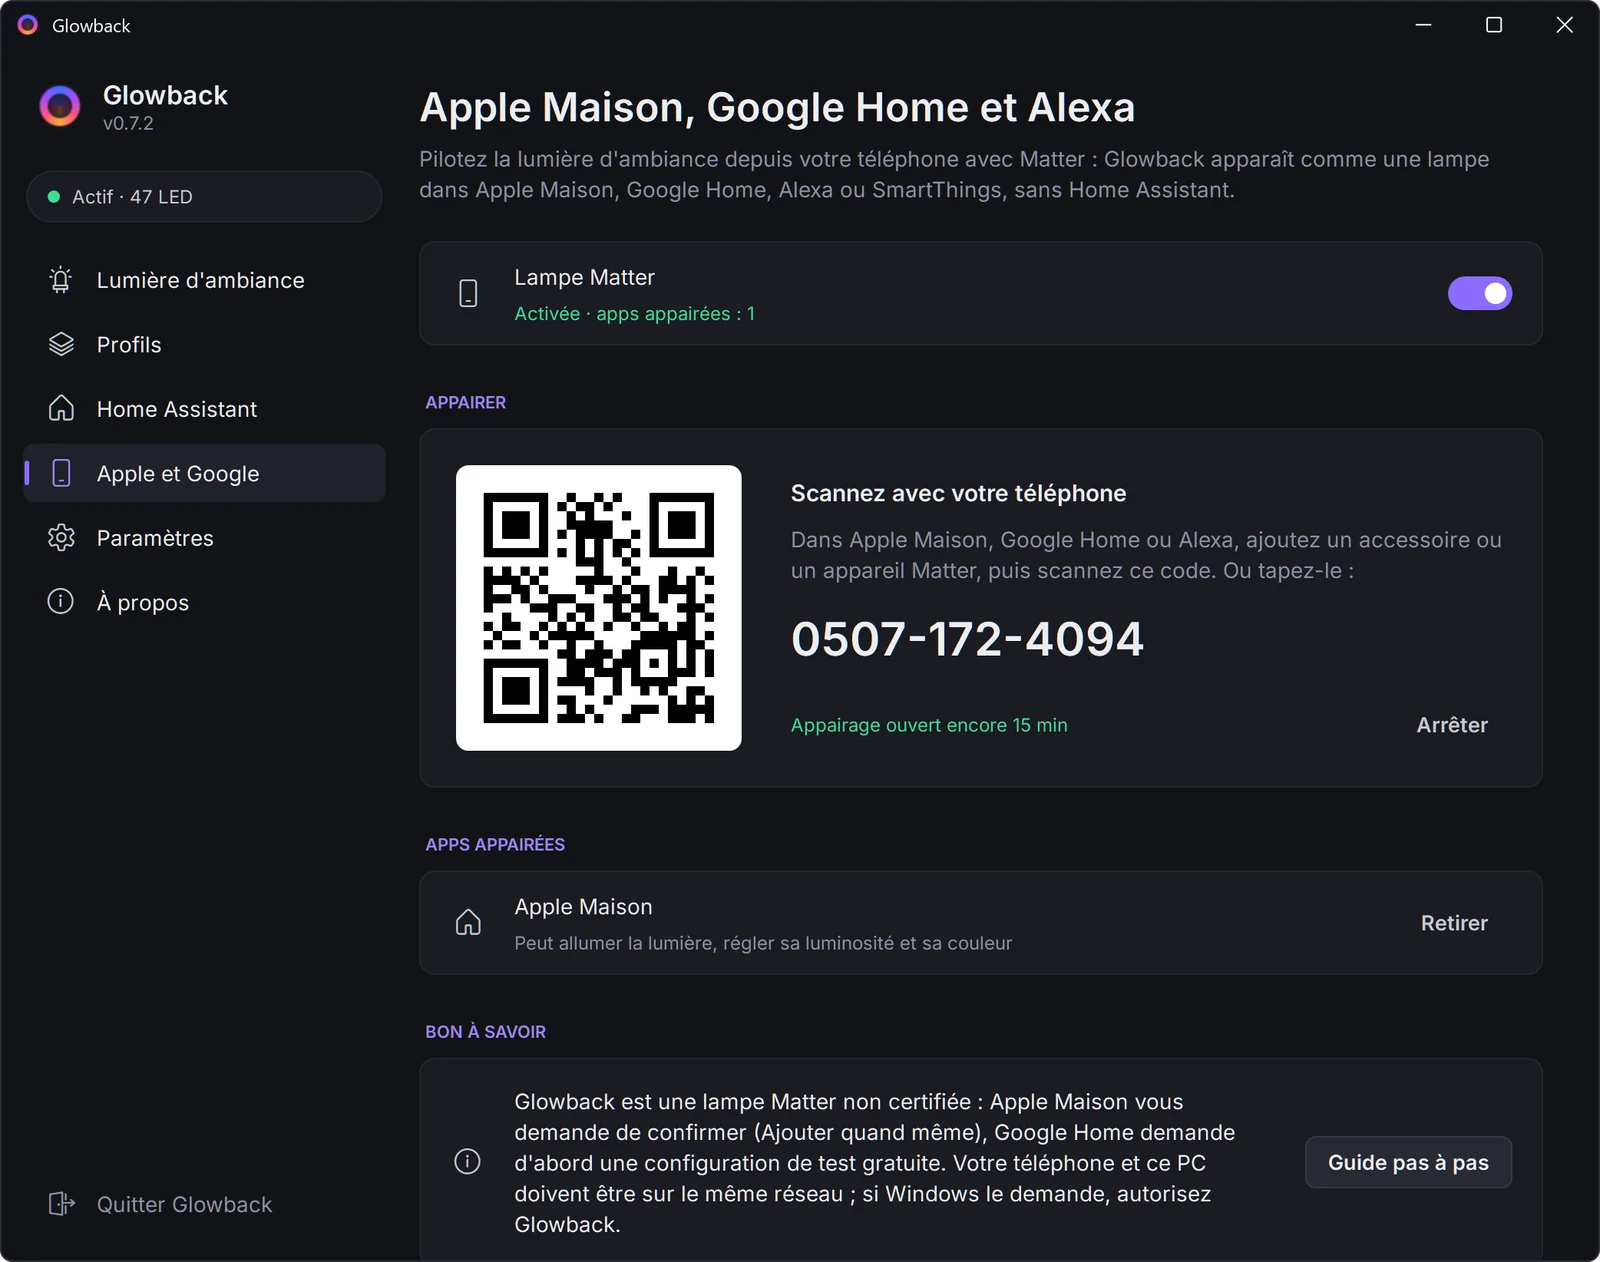 Glowback
Glowback
v0.7.2
Actif · 47 LED
Lumière d'ambiance
Profils
Home Assistant
Apple et Google
Paramètres
À propos
Quitter Glowback
Apple Maison, Google Home et Alexa
Pilotez la lumière d'ambiance depuis votre téléphone avec Matter : Glowback apparaît comme une lampe
dans Apple Maison, Google Home, Alexa ou SmartThings, sans Home Assistant.
Lampe Matter
Activée · apps appairées : 1
APPAIRER
Scannez avec votre téléphone
Dans Apple Maison, Google Home ou Alexa, ajoutez un accessoire ou
un appareil Matter, puis scannez ce code. Ou tapez-le :
0507-172-4094
Appairage ouvert encore 15 min
Arrêter
APPS APPAIRÉES
Apple Maison
Peut allumer la lumière, régler sa luminosité et sa couleur
Retirer
BON À SAVOIR
Glowback est une lampe Matter non certifiée : Apple Maison vous
demande de confirmer (Ajouter quand même), Google Home demande
d'abord une configuration de test gratuite. Votre téléphone et ce PC
doivent être sur le même réseau ; si Windows le demande, autorisez
Glowback.
Guide pas à pas